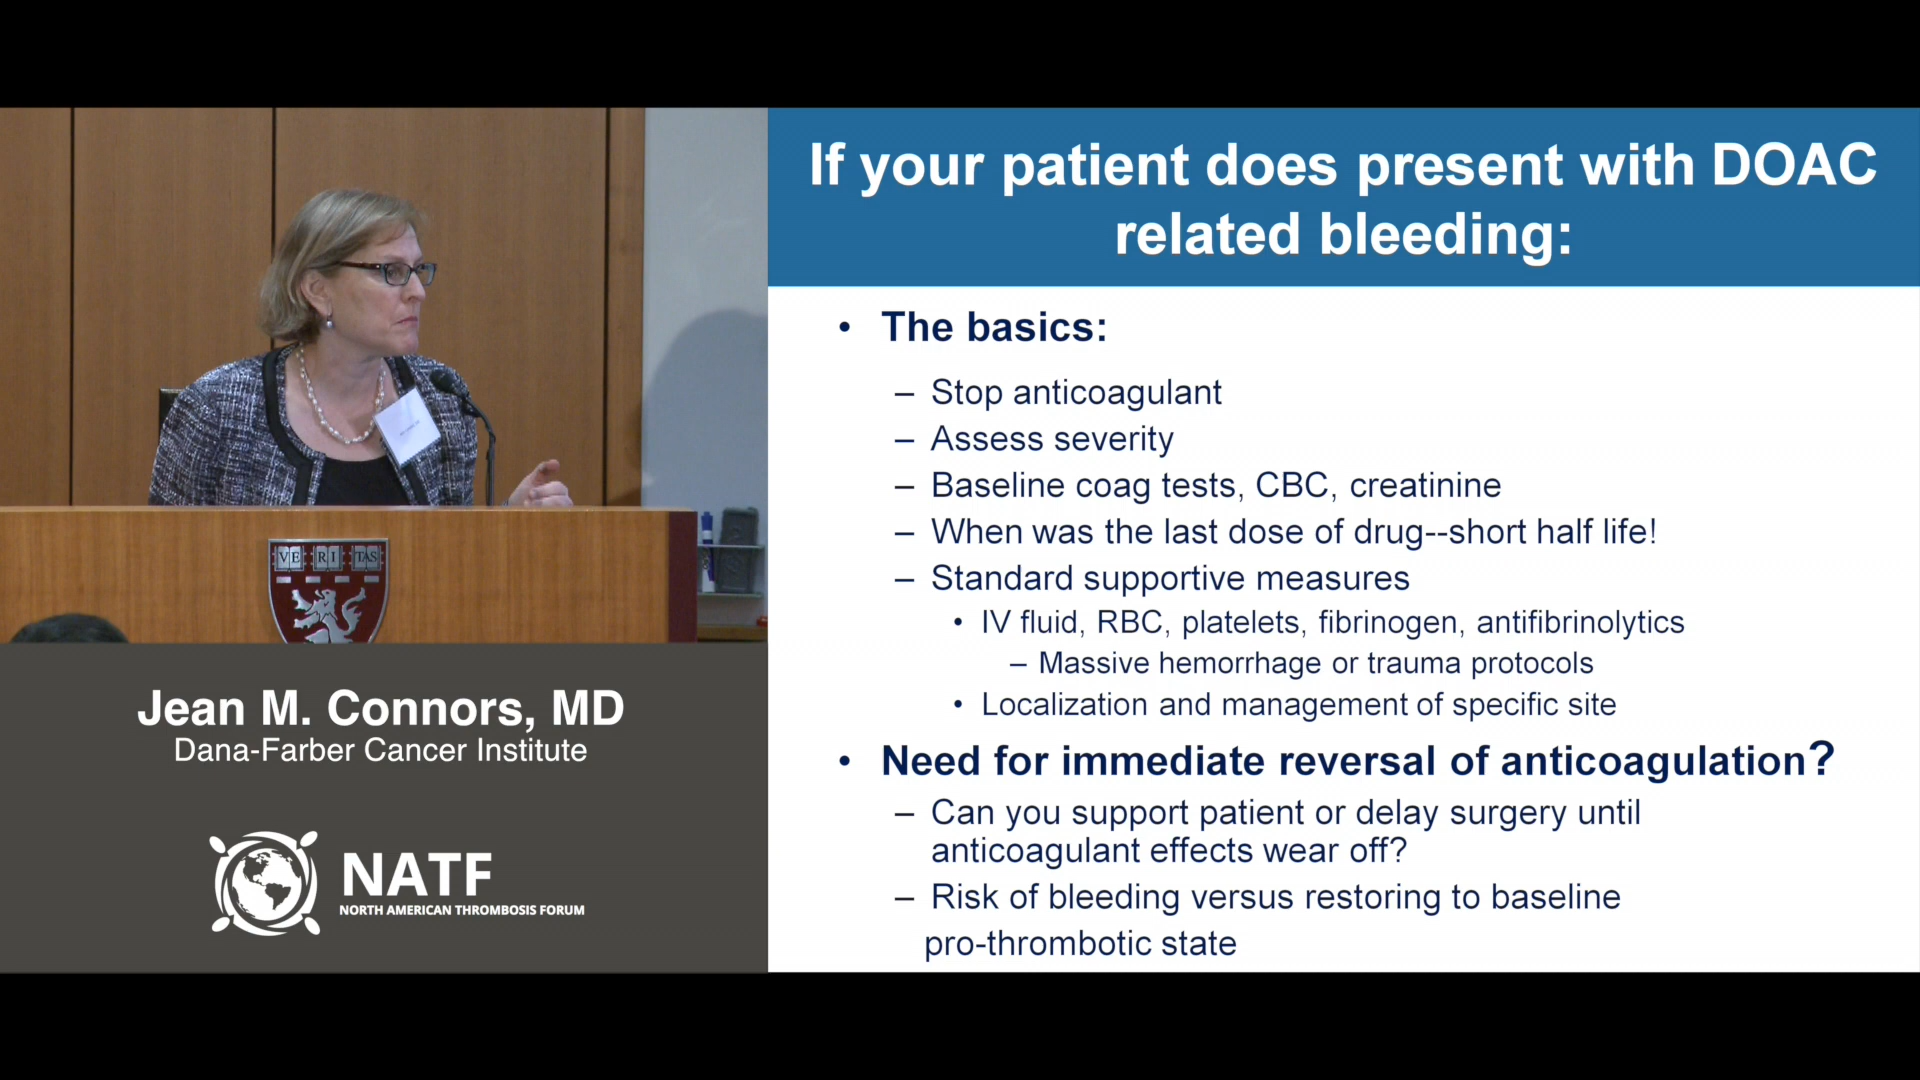 If your patient does present with DOAC
related bleeding:
• The basics:
– Stop anticoagulant
– Assess severity
– Baseline coag tests, CBC, creatinine
– When was the last dose of drug--short half life!
– Standard supportive measures
• IV fluid, RBC, platelets, fibrinogen, antifibrinolytics
– Massive hemorrhage or trauma protocols
• Localization and management of specific site
• Need for immediate reversal of anticoagulation?
– Can you support patient or delay surgery until
anticoagulant effects wear off?
– Risk of bleeding versus restoring to baseline
pro-thrombotic state
VE RI TAS
Jean M. Connors, MD
Dana-Farber Cancer Institute
NATF
NORTH AMERICAN THROMBOSIS FORUM